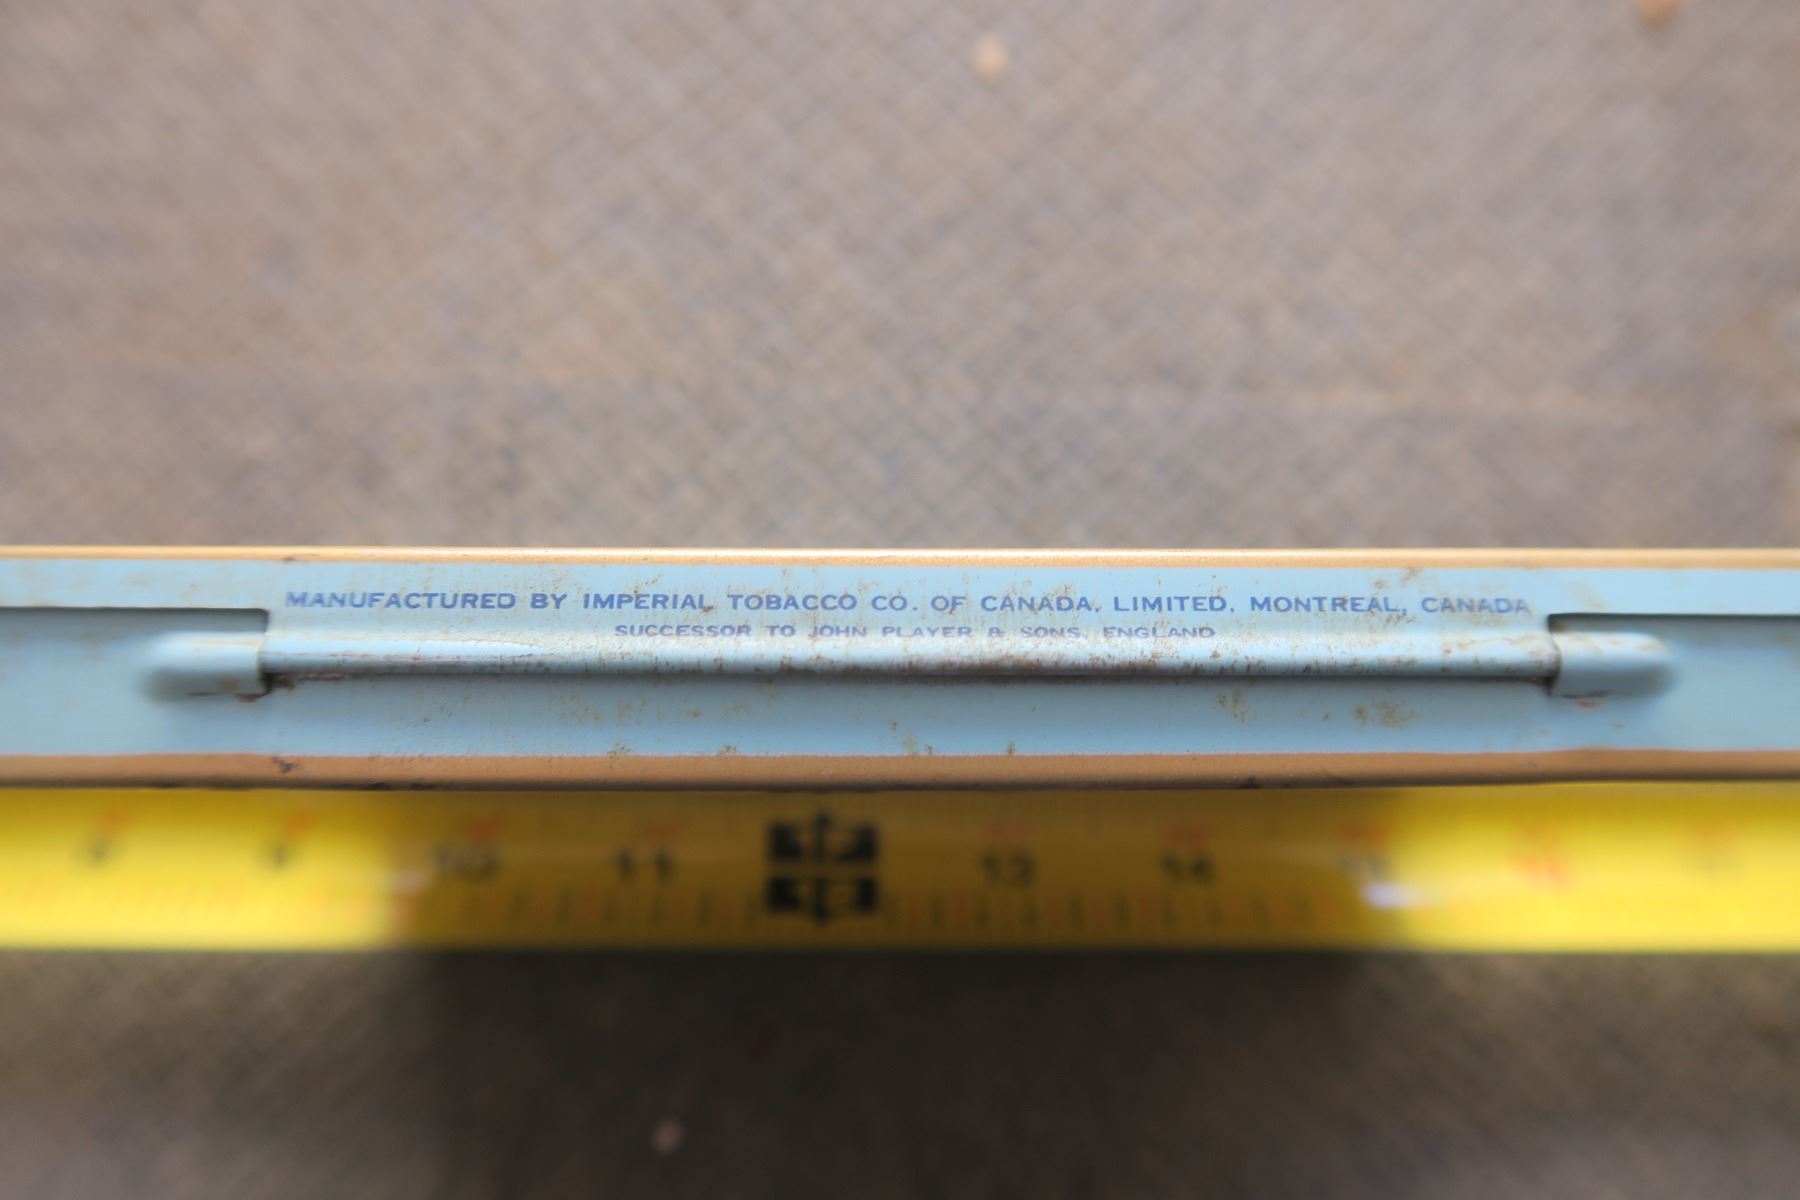 MANUFACTURED BY IMPERIAL TOBACCO CO. OF CANADA, LIMITED, MONTREAL, CANADA
SUCCESSOR TO JOHN PLAYER & SONS, ENGLAND
9 10 11 13 14